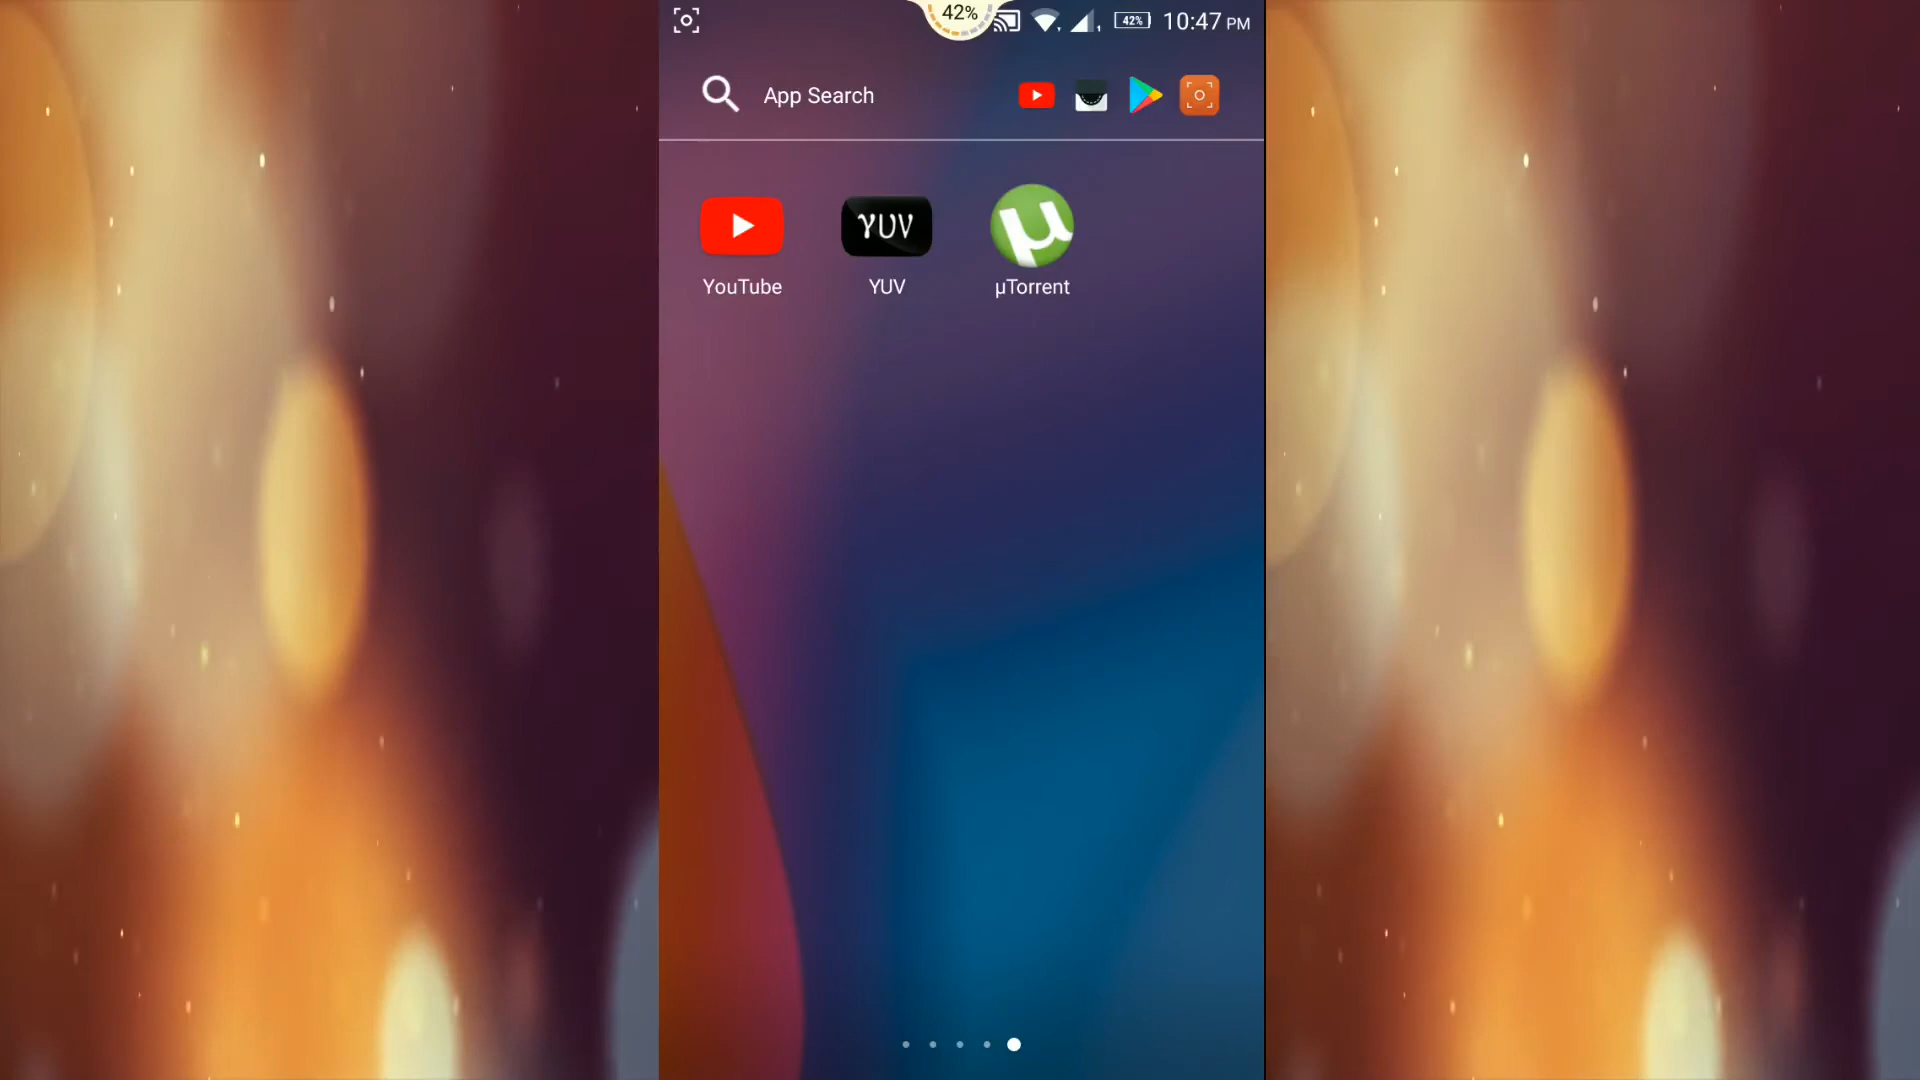 42%
42% 10:47 PM
App Search
YUV
YouTube YUV µTorrent